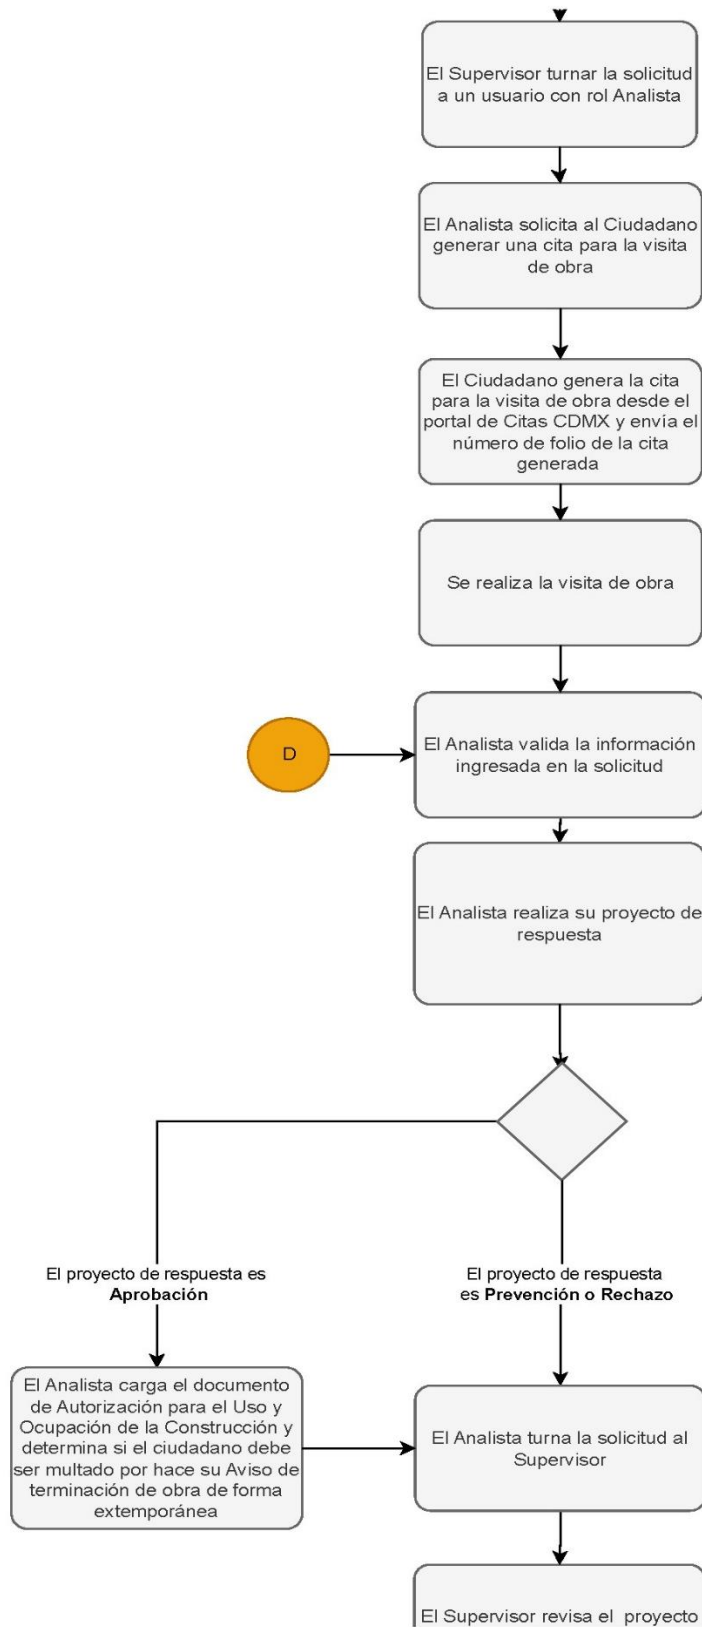 El Supervisor turnar la solicitud
a un usuario con rol Analista
El Analista solicita al Ciudadano
generar una cita para la visita
de obra
El Ciudadano genera la cita
para la visita de obra desde el
portal de Citas CDMX y envía el
número de folio de la cita
generada
Se realiza la visita de obra
D
El Analista valida la información
ingresada en la solicitud
El Analista realiza su proyecto de
respuesta
El proyecto de respuesta es
Aprobación
El proyecto de respuesta
es Prevención o Rechazo
El Analista carga el documento
de Autorización para el Uso y
Ocupación de la Construcción y
determina si el ciudadano debe
ser multado por hace su Aviso de
terminación de obra de forma
extemporánea
El Analista turna la solicitud al
Supervisor
El Supervisor revisa el proyecto